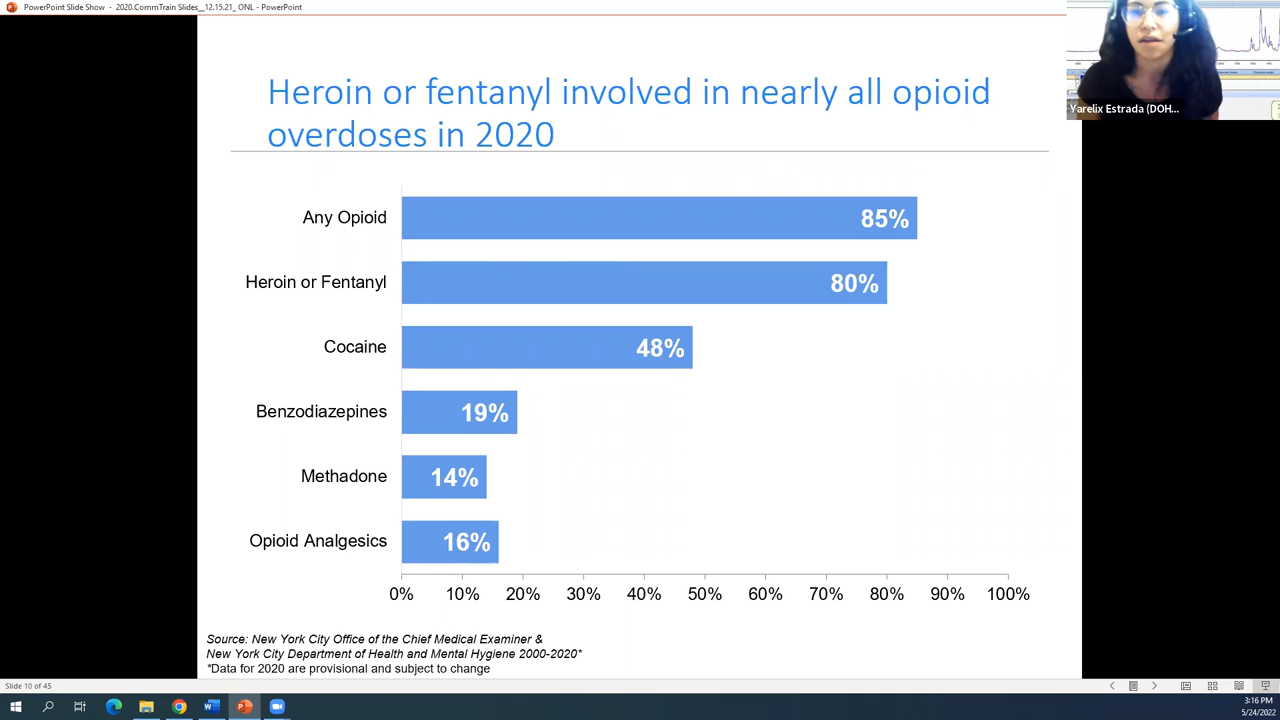 PowerPoint Slide Show - 2020.CommTrain Slides__12.15.21_ ONL - PowerPoint
Yarelix Estrada (DOH...
Heroin or fentanyl involved in nearly all opioid
overdoses in 2020
Any Opioid 85%
Heroin or Fentanyl 80%
Cocaine 48%
Benzodiazepines 19%
Methadone 14%
Opioid Analgesics 16%
0% 10% 20% 30% 40% 50% 60% 70% 80% 90% 100%
Source: New York City Office of the Chief Medical Examiner &
New York City Department of Health and Mental Hygiene 2000-2020*
*Data for 2020 are provisional and subject to change
Slide 10 of 45
3:16 PM
5/24/2022